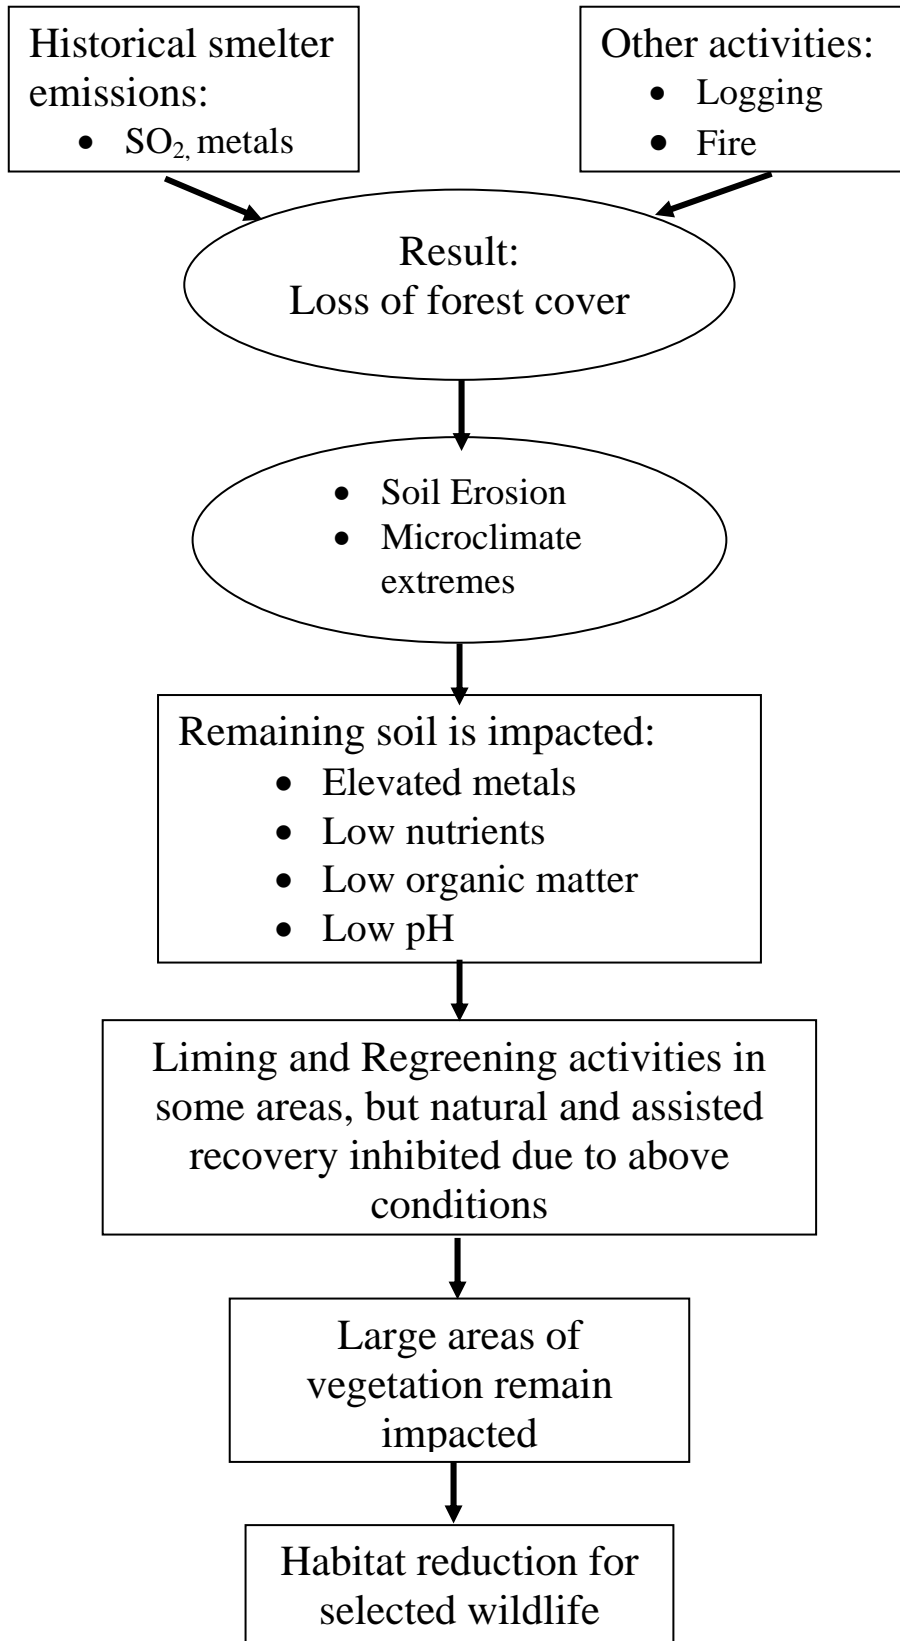 Historical smelter
emissions:
• SO2, metals
Other activities:
• Logging
• Fire
Result:
Loss of forest cover
• Soil Erosion
• Microclimate
extremes
Remaining soil is impacted:
• Elevated metals
• Low nutrients
• Low organic matter
• Low pH
Liming and Regreening activities in
some areas, but natural and assisted
recovery inhibited due to above
conditions
Large areas of
vegetation remain
impacted
Habitat reduction for
selected wildlife